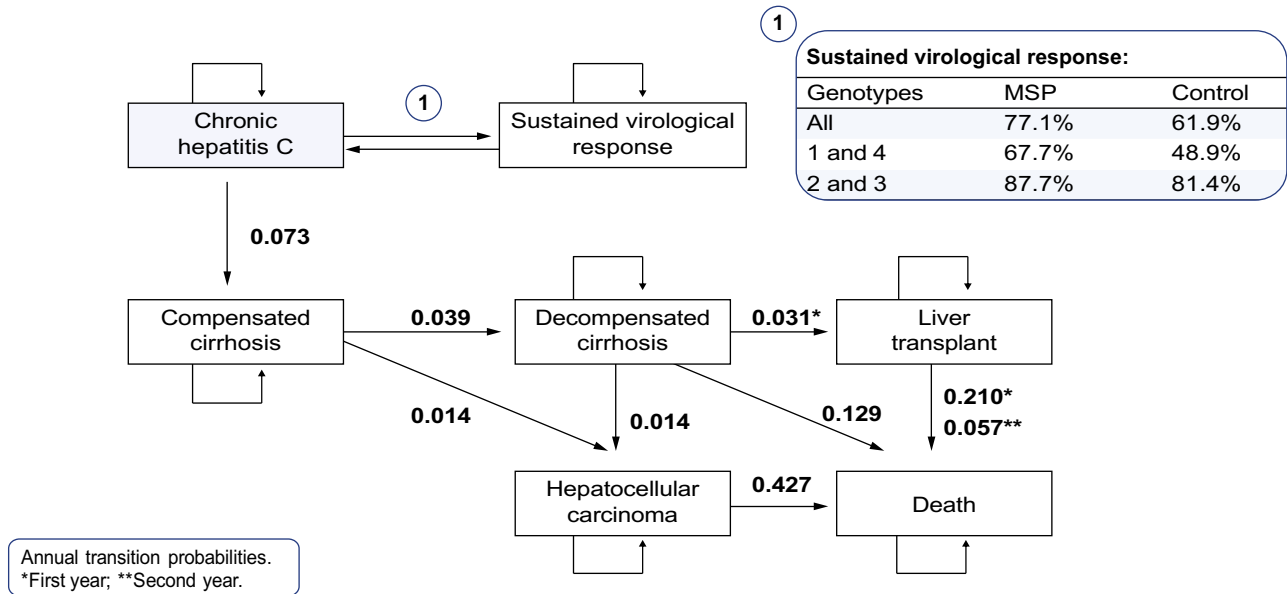 1
Sustained virological response:
Genotypes MSP Control
All 77.1% 61.9%
1 and 4 67.7% 48.9%
2 and 3 87.7% 81.4%
Chronic
hepatitis C
1
Sustained virological
response
0.073
Compensated
cirrhosis
0.039
Decompensated
cirrhosis
0.031*
Liver
transplant
0.014
0.014
0.129
0.210*
0.057**
Hepatocellular
carcinoma
0.427
Death
Annual transition probabilities.
*First year; **Second year.